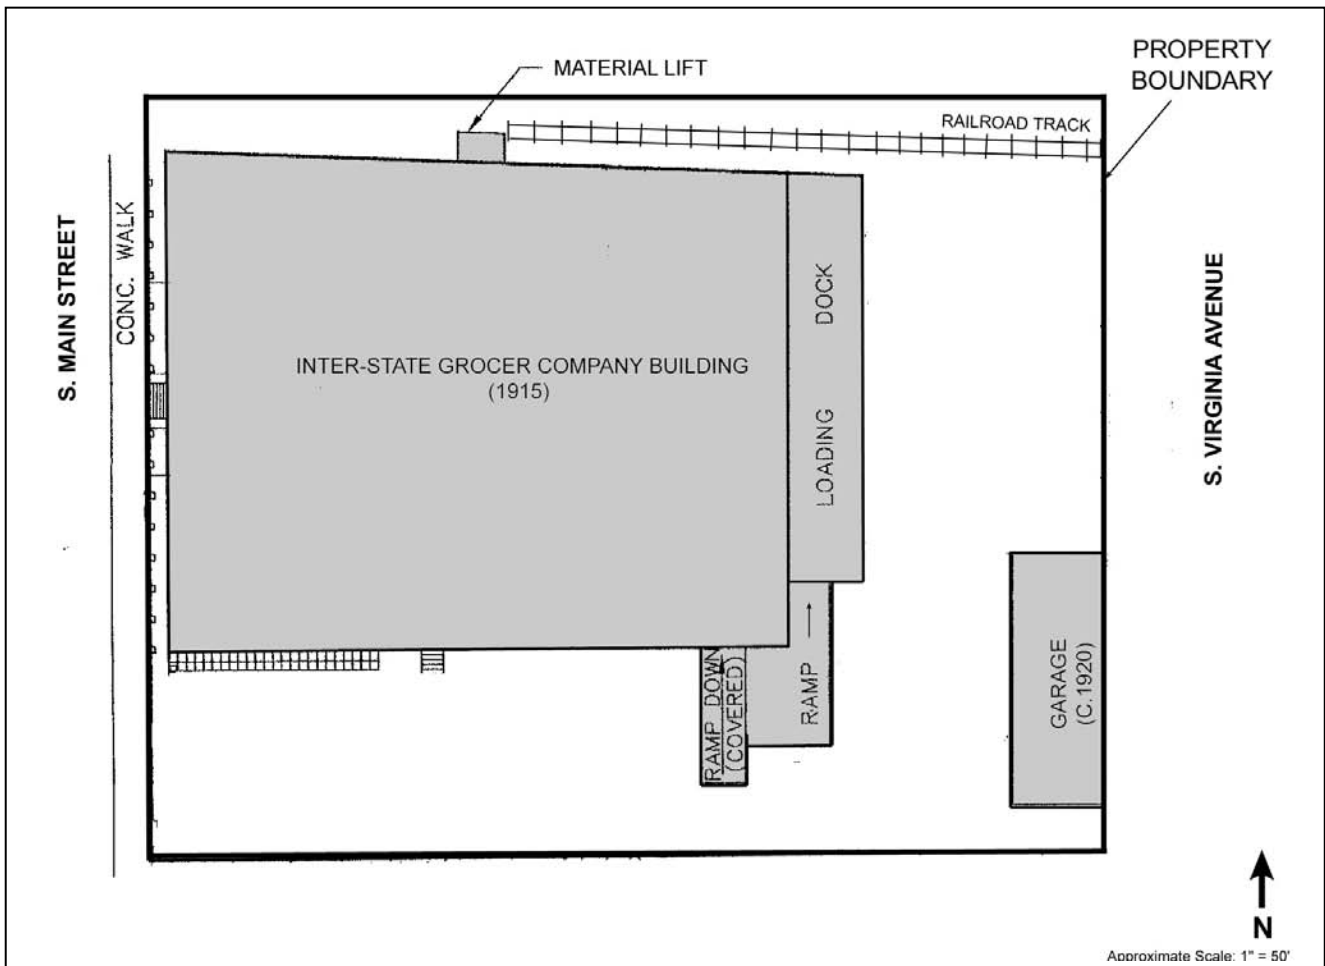 PROPERTY
BOUNDARY
MATERIAL LIFT
RAILROAD TRACK
S. MAIN STREET
CONC. WALK
INTER-STATE GROCER COMPANY BUILDING
(1915)
LOADING DOCK
S. VIRGINIA AVENUE
RAMP DOWN
(COVERED)
RAMP
GARAGE
(C.1920)
N
Approximate Scale: 1" = 50'